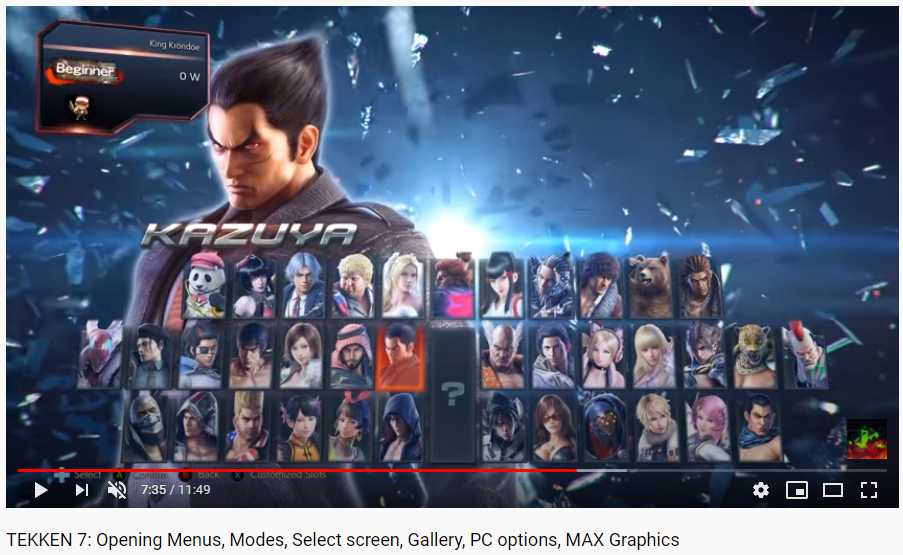 King Krondoe
Beginner
0 W
KAZUYA
?
Select Confirm Back Customized Slots
7:35 / 11:49
TEKKEN 7: Opening Menus, Modes, Select screen, Gallery, PC options, MAX Graphics